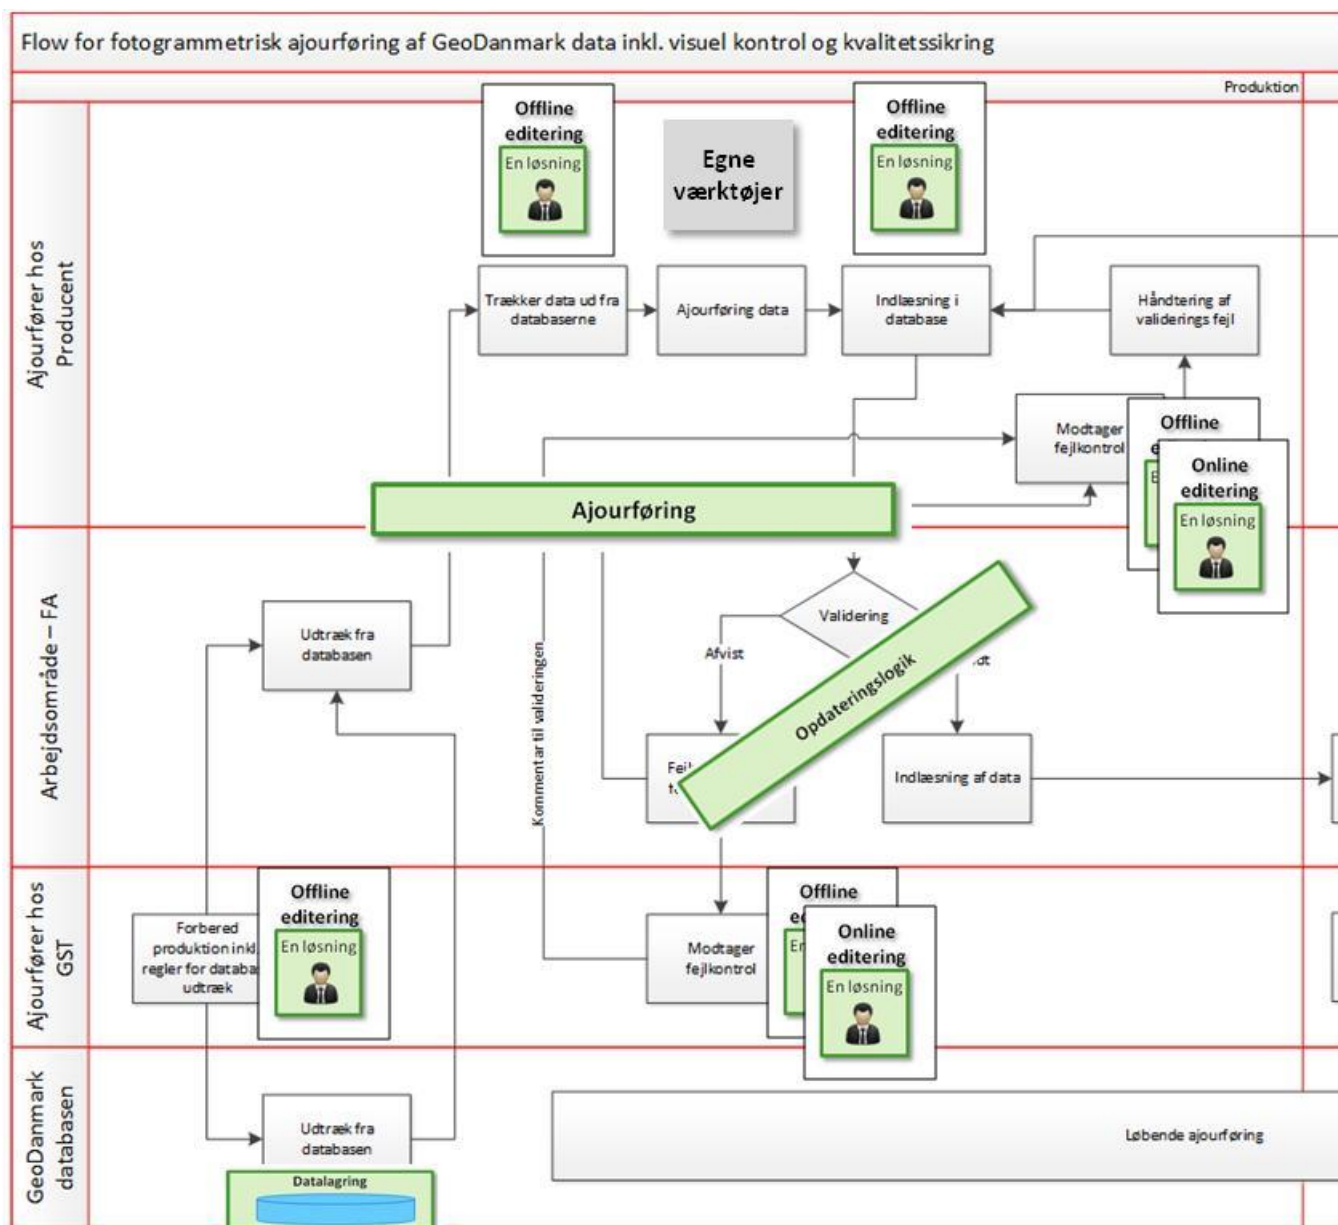 Flow for fotogrammetrisk ajourføring af GeoDanmark data inkl. visuel kontrol og kvalitetssikring
Produktion
Ajourfører hos
Producent
Offline
editering
En løsning
Egne
værktøjer
Offline
editering
En løsning
Trækker data ud fra
databaserne
Ajourføring data
Indlæsning i
database
Håndtering af
validerings fejl
Modtager
fejlkontrol
Offline
Online
editering
En løsning
Ajourføring
Arbejdsområde – FA
Udtræk fra
databasen
Kommentar til valideringen
Validering
Afvist
Opdateringslogik
Indlæsning af data
Ajourfører hos
GST
Forbered
produktion inkl.
regler for
udtræk
Offline
editering
En løsning
Modtager
fejlkontrol
Offline
Online
editering
En løsning
GeoDanmark
databasen
Udtræk fra
databasen
Datalagring
Løbende ajourføring